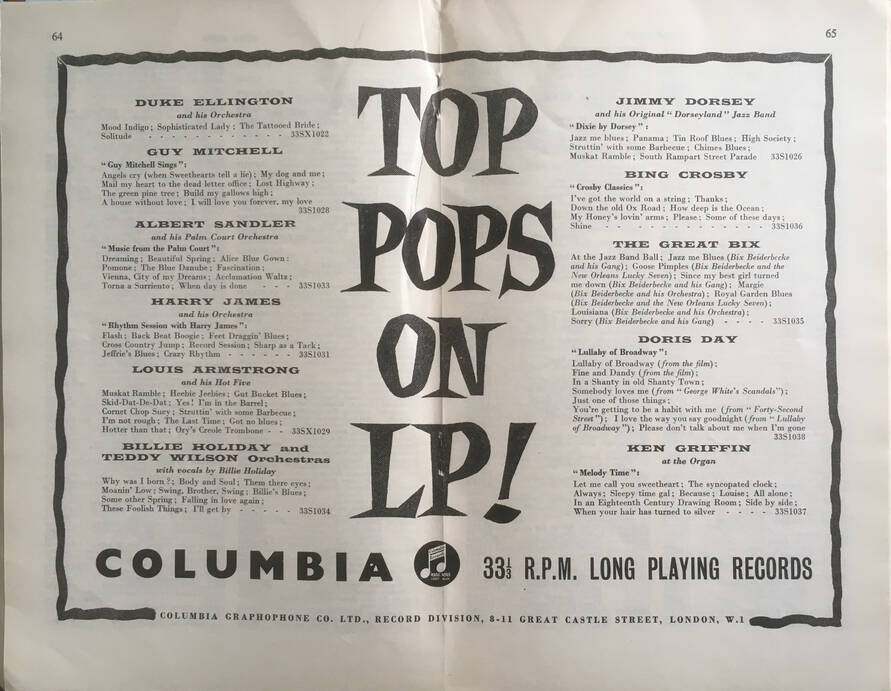 64
65
DUKE ELLINGTON
and his Orchestra
Mood Indigo; Sophisticated Lady; The Tattooed Bride;
Solitude - - - - - - - - - - - 33SX1022
GUY MITCHELL
"Guy Mitchell Sings":
Angels cry (when Sweethearts tell a lie); My dog and me;
Mail my heart to the dead letter office; Lost Highway;
The green pine tree; Build my gallows high;
A house without love; I will love you forever, my love
33S1028
ALBERT SANDLER
and his Palm Court Orchestra
"Music from the Palm Court":
Dreaming; Beautiful Spring; Alice Blue Gown:
Pomone; The Blue Danube; Fascination;
Vienna, City of my Dreams; Acclamation Waltz;
Torna a Surriento; When day is done - - - 33S1033
HARRY JAMES
and his Orchestra
"Rhythm Session with Harry James":
Flash; Back Beat Boogie; Feet Draggin' Blues;
Cross Country Jump; Record Session; Sharp as a Tack;
Jeffrie's Blues; Crazy Rhythm - - - - - - 33S1031
LOUIS ARMSTRONG
and his Hot Five
Muskat Ramble; Heebie Jeebies; Gut Bucket Blues;
Skid-Dat-De-Dat; Yes! I'm in the Barrel;
Cornet Chop Suey; Struttin' with some Barbecue;
I'm not rough; The Last Time; Got no blues;
Hotter than that; Ory's Creole Trombone - - 33SX1029
BILLIE HOLIDAY and
TEDDY WILSON Orchestras
with vocals by Billie Holiday
Why was I born?; Body and Soul; Them there eyes;
Moanin' Low; Swing, Brother, Swing; Billie's Blues;
Some other Spring; Falling in love again;
These Foolish Things; I'll get by - - - - - 33S1034
TOP
POPS
ON
LP!
JIMMY DORSEY
and his Original "Dorseyland" Jazz Band
"Dixie by Dorsey":
Jazz me blues; Panama; Tin Roof Blues; High Society;
Struttin' with some Barbecue; Chimes Blues;
Muskat Ramble; South Rampart Street Parade 33S1026
BING CROSBY
"Crosby Classics":
I've got the world on a string; Thanks;
Down the old Ox Road; How deep is the Ocean;
My Honey's lovin' arms; Please; Some of these days;
Shine - - - - - - - - - - - - 33S1036
THE GREAT BIX
At the Jazz Band Ball; Jazz me Blues (Bix Beiderbecke
and his Gang); Goose Pimples (Bix Beiderbecke and the
New Orleans Lucky Seven); Since my best girl turned
me down (Bix Beiderbecke and his Gang); Margie
(Bix Beiderbecke and his Orchestra); Royal Garden Blues
(Bix Beiderbecke and the New Orleans Lucky Seven);
Louisiana (Bix Beiderbecke and his Orchestra);
Sorry (Bix Beiderbecke and his Gang) - - - - 33S1035
DORIS DAY
"Lullaby of Broadway":
Lullaby of Broadway (from the film);
Fine and Dandy (from the film);
In a Shanty in old Shanty Town;
Somebody loves me (from "George White's Scandals");
Just one of those things;
You're getting to be a habit with me (from "Forty-Second
Street"); I love the way you say goodnight (from "Lullaby
of Broadway"); Please don't talk about me when I'm gone
33S1038
KEN GRIFFIN
at the Organ
"Melody Time":
Let me call you sweetheart; The syncopated clock;
Always; Sleepy time gal; Because; Louise; All alone;
In an Eighteenth Century Drawing Room; Side by side;
When your hair has turned to silver - - - - 33S1037
COLUMBIA 33⅓ R.P.M. LONG PLAYING RECORDS
COLUMBIA GRAPHOPHONE CO. LTD., RECORD DIVISION, 8-11 GREAT CASTLE STREET, LONDON, W.1